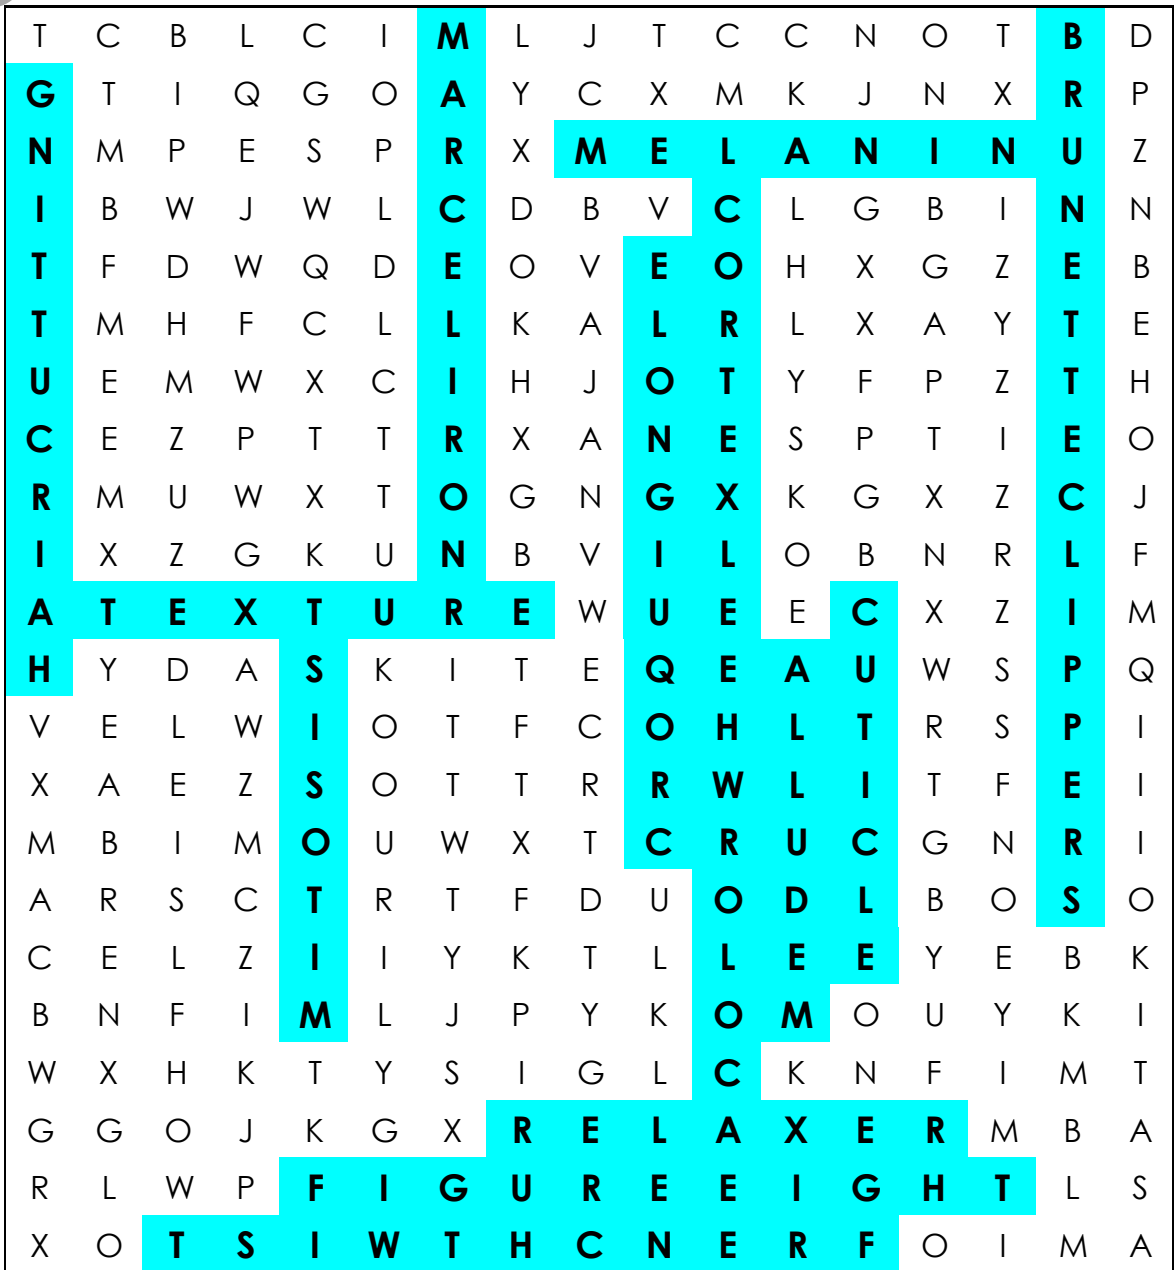 T C B L C I M L J T C C N O T B D
G T I Q G O A Y C X M K J N X R P
N M P E S P R X M E L A N I N U Z
I B W J W L C D B V C L G B I N N
T F D W Q D E O V E O H X G Z E B
T M H F C L L K A L R L X A Y T E
U E M W X C I H J O T Y F P Z T H
C E Z P T T R X A N E S P T I E O
R M U W X T O G N G X K G X Z C J
I X Z G K U N B V I L O B N R L F
A T E X T U R E W U E E C X Z I M
H Y D A S K I T E Q E A U W S P Q
V E L W I O T F C O H L T R S P I
X A E Z S O T T R R W L I T F E I
M B I M O U W X T C R U C G N R I
A R S C T R T F D U O D L B O S O
C E L Z I I Y K T L L E E Y E B K
B N F I M L J P Y K O M O U Y K I
W X H K T Y S I G L C K N F I M T
G G O J K G X R E L A X E R M B A
R L W P F I G U R E E I G H T L S
X O T S I W T H C N E R F O I M A